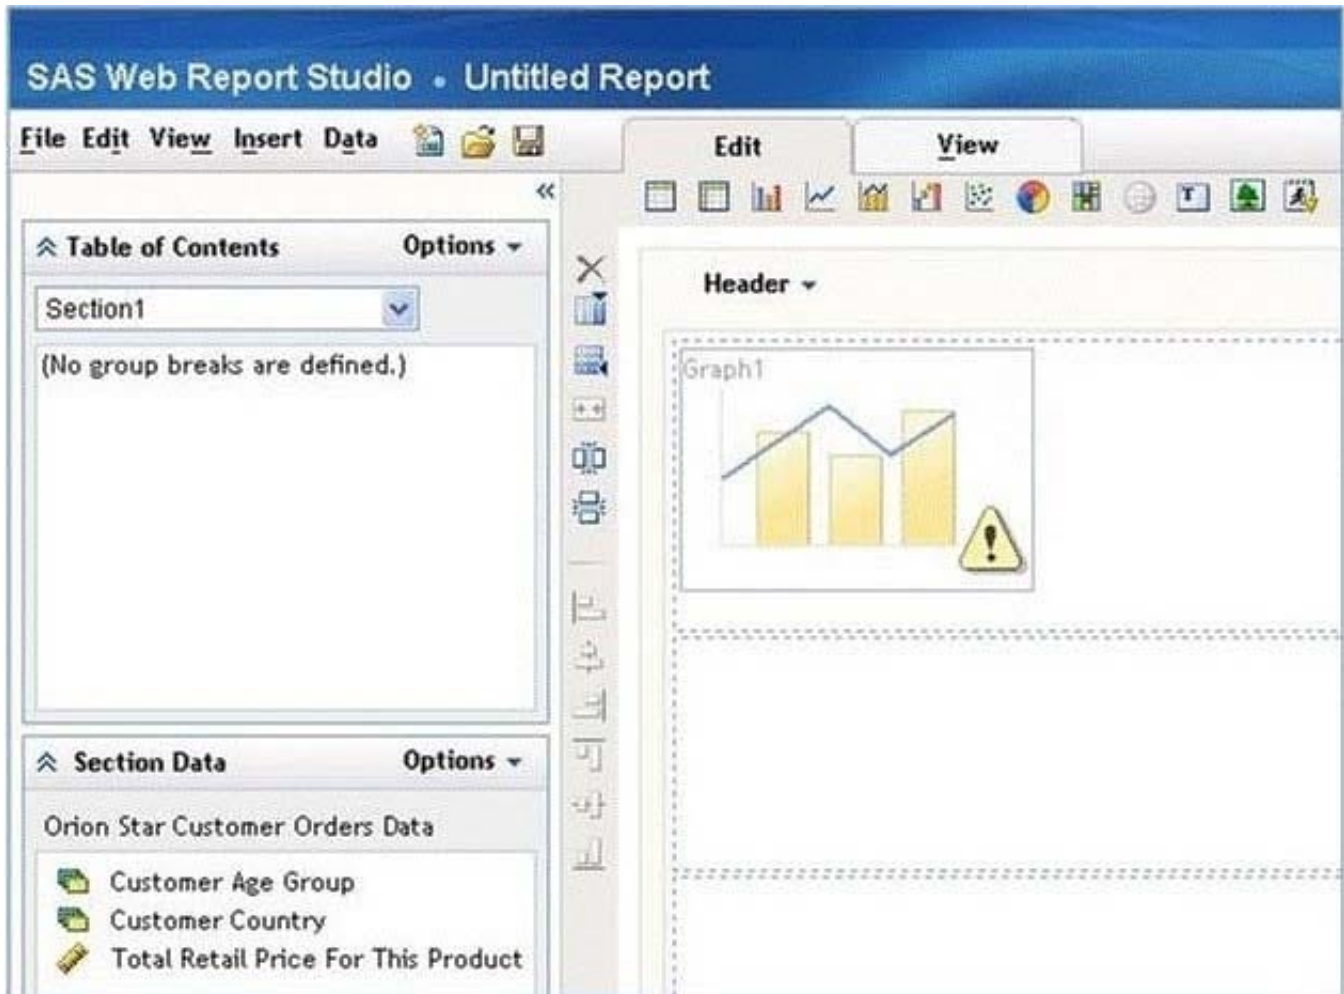 SAS Web Report Studio • Untitled Report
File Edit View Insert Data
Edit View
«
T
Table of Contents Options
Section1
(No group breaks are defined.)
Header
Graph1
!
Section Data Options
Orion Star Customer Orders Data
Customer Age Group
Customer Country
Total Retail Price For This Product